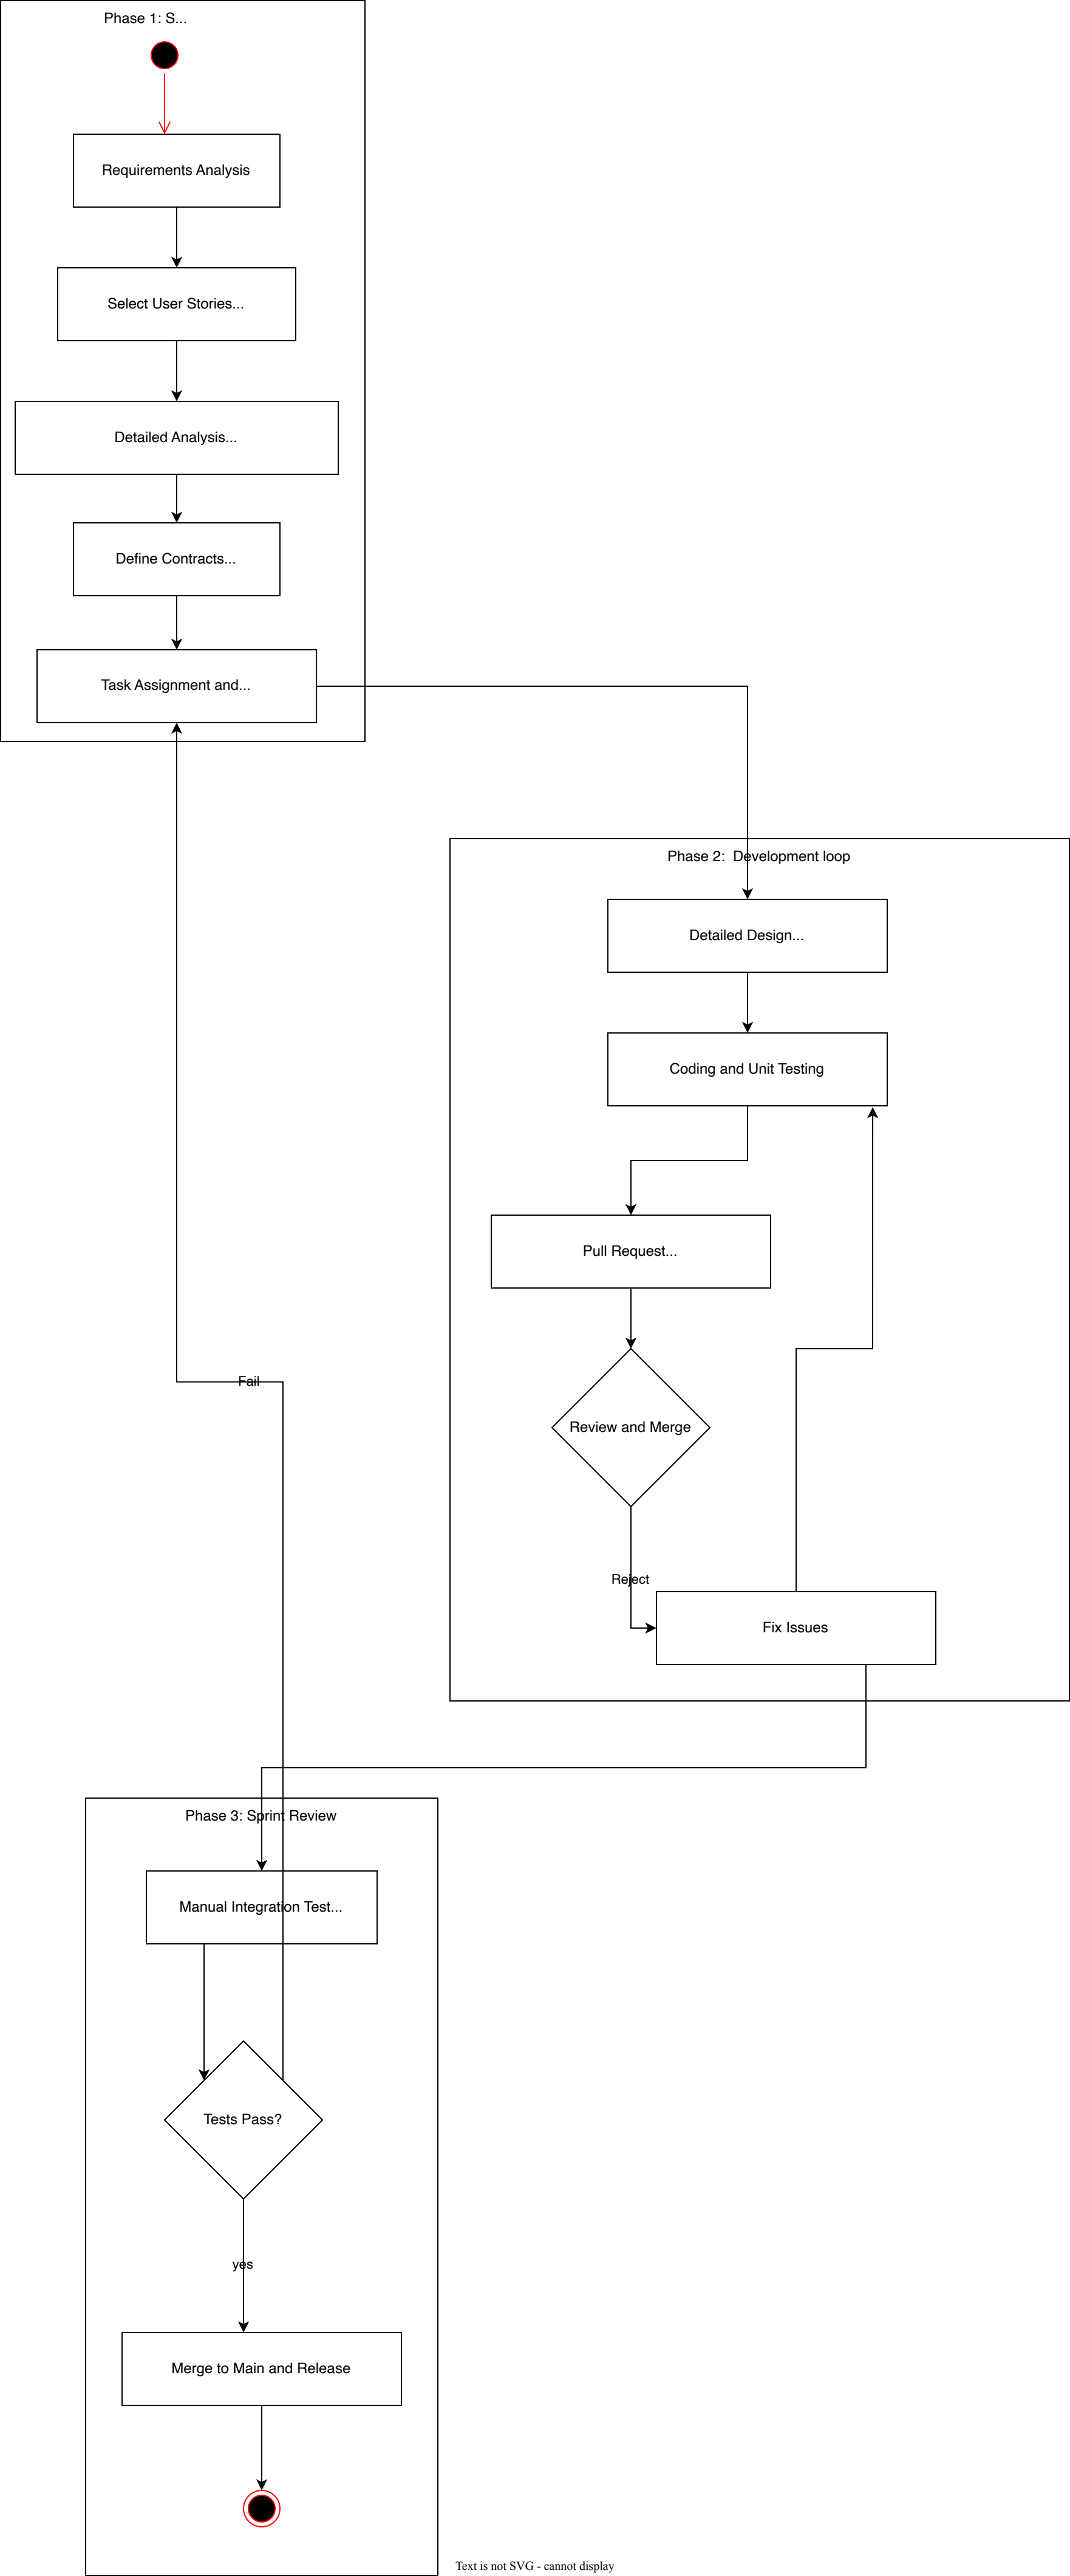 Phase 1: S...
Requirements Analysis
Select User Stories...
Detailed Analysis...
Define Contracts...
Task Assignment and...
Phase 2:  Development loop
Detailed Design...
Coding and Unit Testing
Pull Request...
Fail
Review and Merge
Reject
Fix Issues
Phase 3: Sprint Review
Manual Integration Test...
Tests Pass?
yes
Merge to Main and Release
Text is not SVG - cannot display